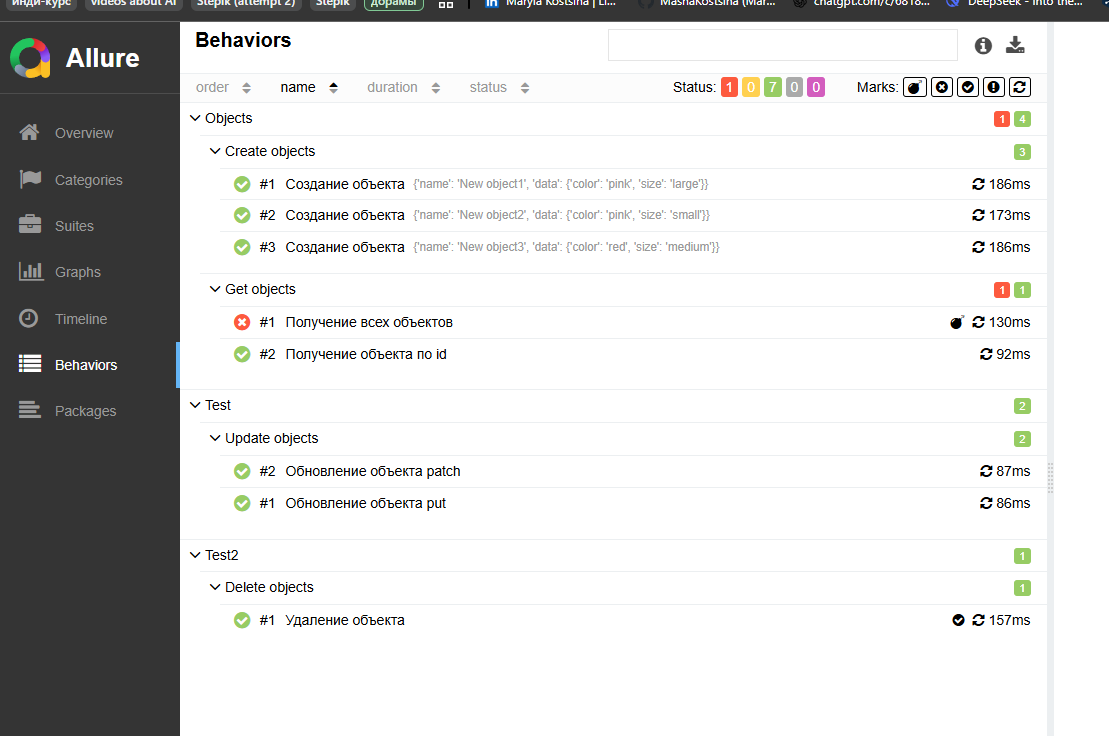 инди-курс videos about AI Stepik (attempt 2) Stepik дорамы Maryia Kostsina | Li... MashaKostsina (Mar... chatgpt.com/c/6818... DeepSeek - Into the...
Allure
Overview
Categories
Suites
Graphs
Timeline
Behaviors
Packages
Behaviors
order name duration status Status: 1 0 7 0 0 Marks:
Objects 1 4
Create objects 3
#1 Создание объекта {'name': 'New object1', 'data': {'color': 'pink', 'size': 'large'}} 186ms
#2 Создание объекта {'name': 'New object2', 'data': {'color': 'pink', 'size': 'small'}} 173ms
#3 Создание объекта {'name': 'New object3', 'data': {'color': 'red', 'size': 'medium'}} 186ms
Get objects 1 1
#1 Получение всех объектов 130ms
#2 Получение объекта по id 92ms
Test 2
Update objects 2
#2 Обновление объекта patch 87ms
#1 Обновление объекта put 86ms
Test2 1
Delete objects 1
#1 Удаление объекта 157ms